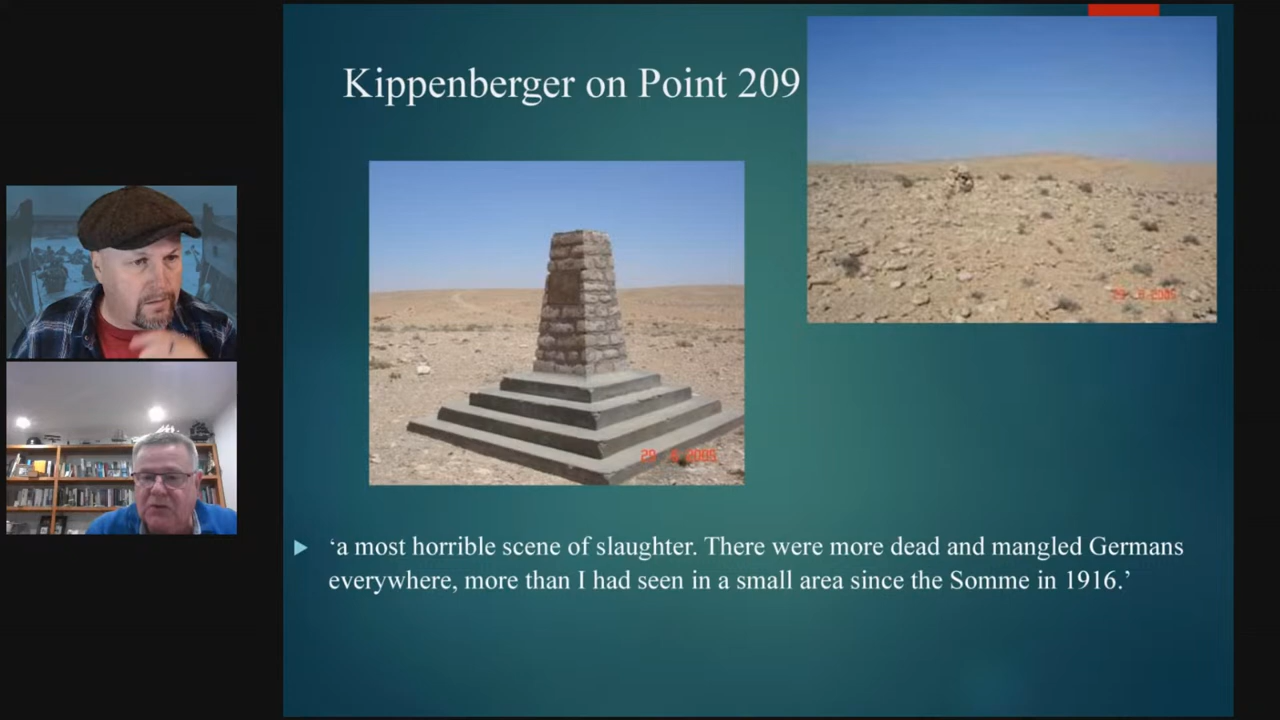 Kippenberger on Point 209
‘a most horrible scene of slaughter. There were more dead and mangled Germans
everywhere, more than I had seen in a small area since the Somme in 1916.’